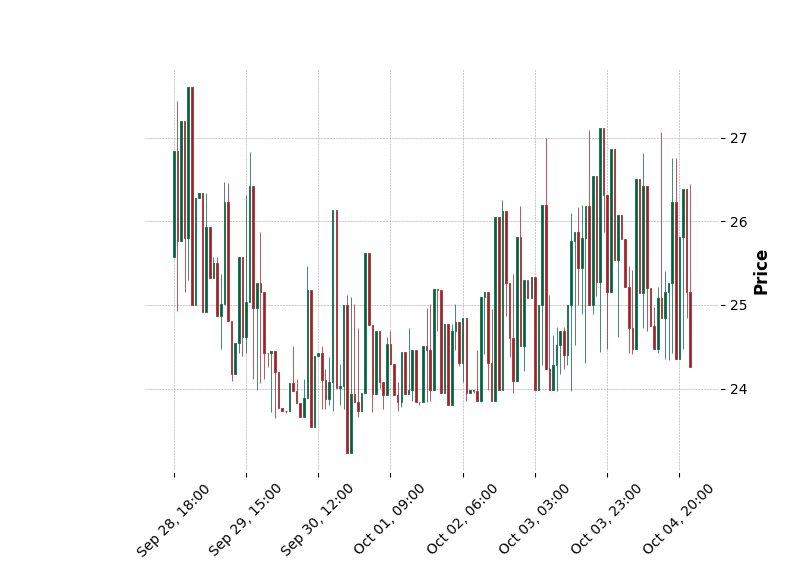 27
26
25
24
Price
Sep 28, 18:00
Sep 29, 15:00
Sep 30, 12:00
Oct 01, 09:00
Oct 02, 06:00
Oct 03, 03:00
Oct 03, 23:00
Oct 04, 20:00